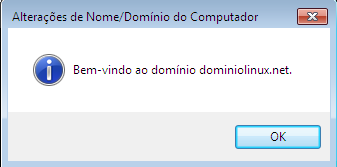 Alterações de Nome/Domínio do Computador
Bem-vindo ao domínio dominiolinux.net.
OK